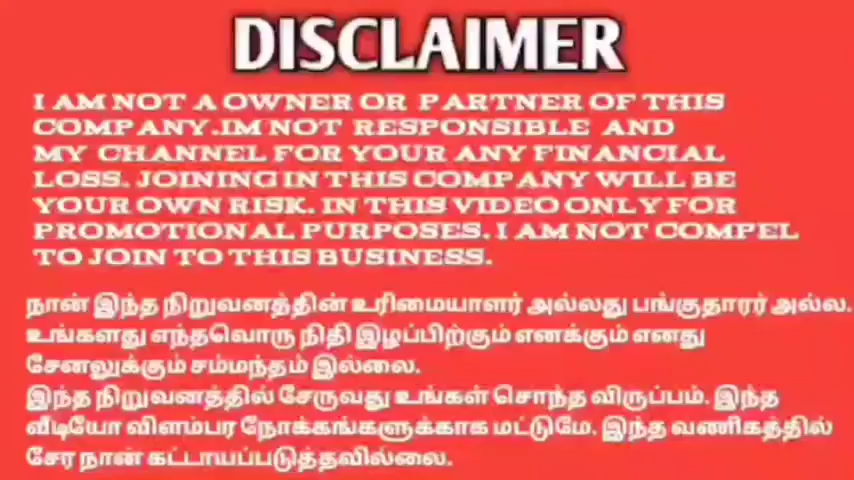 DISCLAIMER
I AM NOT A OWNER OR PARTNER OF THIS
COMPANY.IM NOT RESPONSIBLE AND
MY CHANNEL FOR YOUR ANY FINANCIAL
LOSS. JOINING IN THIS COMPANY WILL BE
YOUR OWN RISK. IN THIS VIDEO ONLY FOR
PROMOTIONAL PURPOSES. I AM NOT COMPEL
TO JOIN TO THIS BUSINESS.
நான் இந்த நிறுவனத்தின் உரிமையாளர் அல்லது பங்குதாரர் அல்ல.
உங்களது எந்தவொரு நிதி இழப்பிற்கும் எனக்கும் எனது
சேனலுக்கும் சம்மந்தம் இல்லை.
இந்த நிறுவனத்தில் சேருவது உங்கள் சொந்த விருப்பம். இந்த
வீடியோ விளம்பர நோக்கங்களுக்காக மட்டுமே. இந்த வணிகத்தில்
சேர நான் கட்டாயப்படுத்தவில்லை.